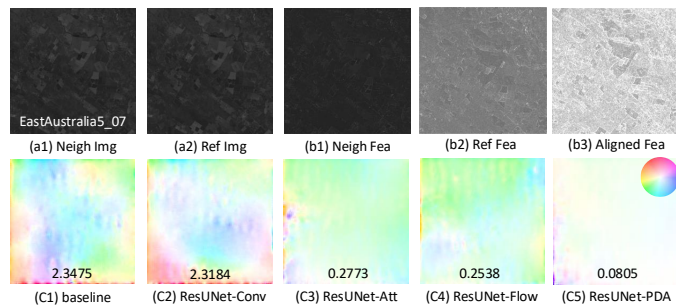 EastAustralia5_07
(a1) Neigh Img
(a2) Ref Img
(b1) Neigh Fea
(b2) Ref Fea
(b3) Aligned Fea
2.3475
2.3184
0.2773
0.2538
0.0805
(C1) baseline
(C2) ResUNet-Conv
(C3) ResUNet-Att
(C4) ResUNet-Flow
(C5) ResUNet-PDA